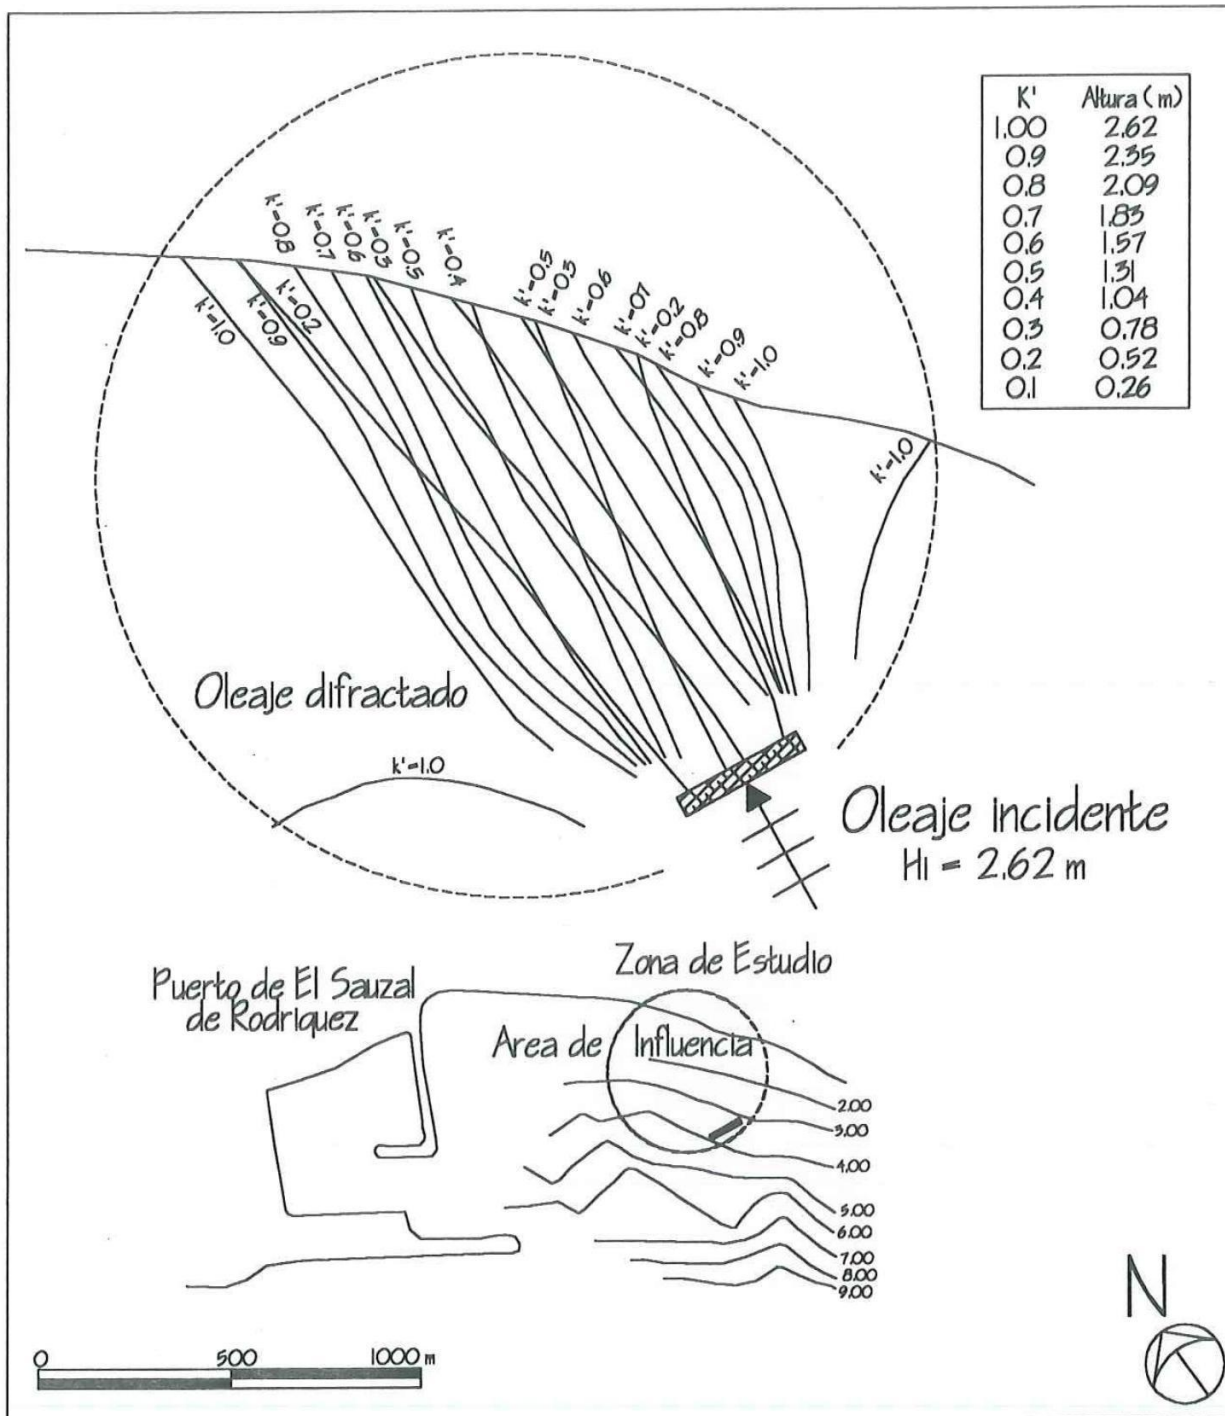 K' Altura (m)
1.00 2.62
0.9 2.35
0.8 2.09
0.7 1.83
0.6 1.57
0.5 1.31
0.4 1.04
0.3 0.78
0.2 0.52
0.1 0.26
k'=0.8
k'=0.7
k'=0.6
k'=0.3
k'=0.5
k'=0.4
k'=0.5
k'=0.3
k'=0.6
k'=0.7
k'=0.2
k'=0.8
k'=0.9
k'=1.0
k'=1.0
k'=0.9
k'=0.2
k'=1.0
Oleaje difractado
k'=1.0
Oleaje incidente
Hi = 2.62 m
Zona de Estudio
Puerto de El Sauzal
de Rodriquez
Area de Influencia
2.00
3.00
4.00
5.00
6.00
7.00
8.00
9.00
N
0 500 1000 m